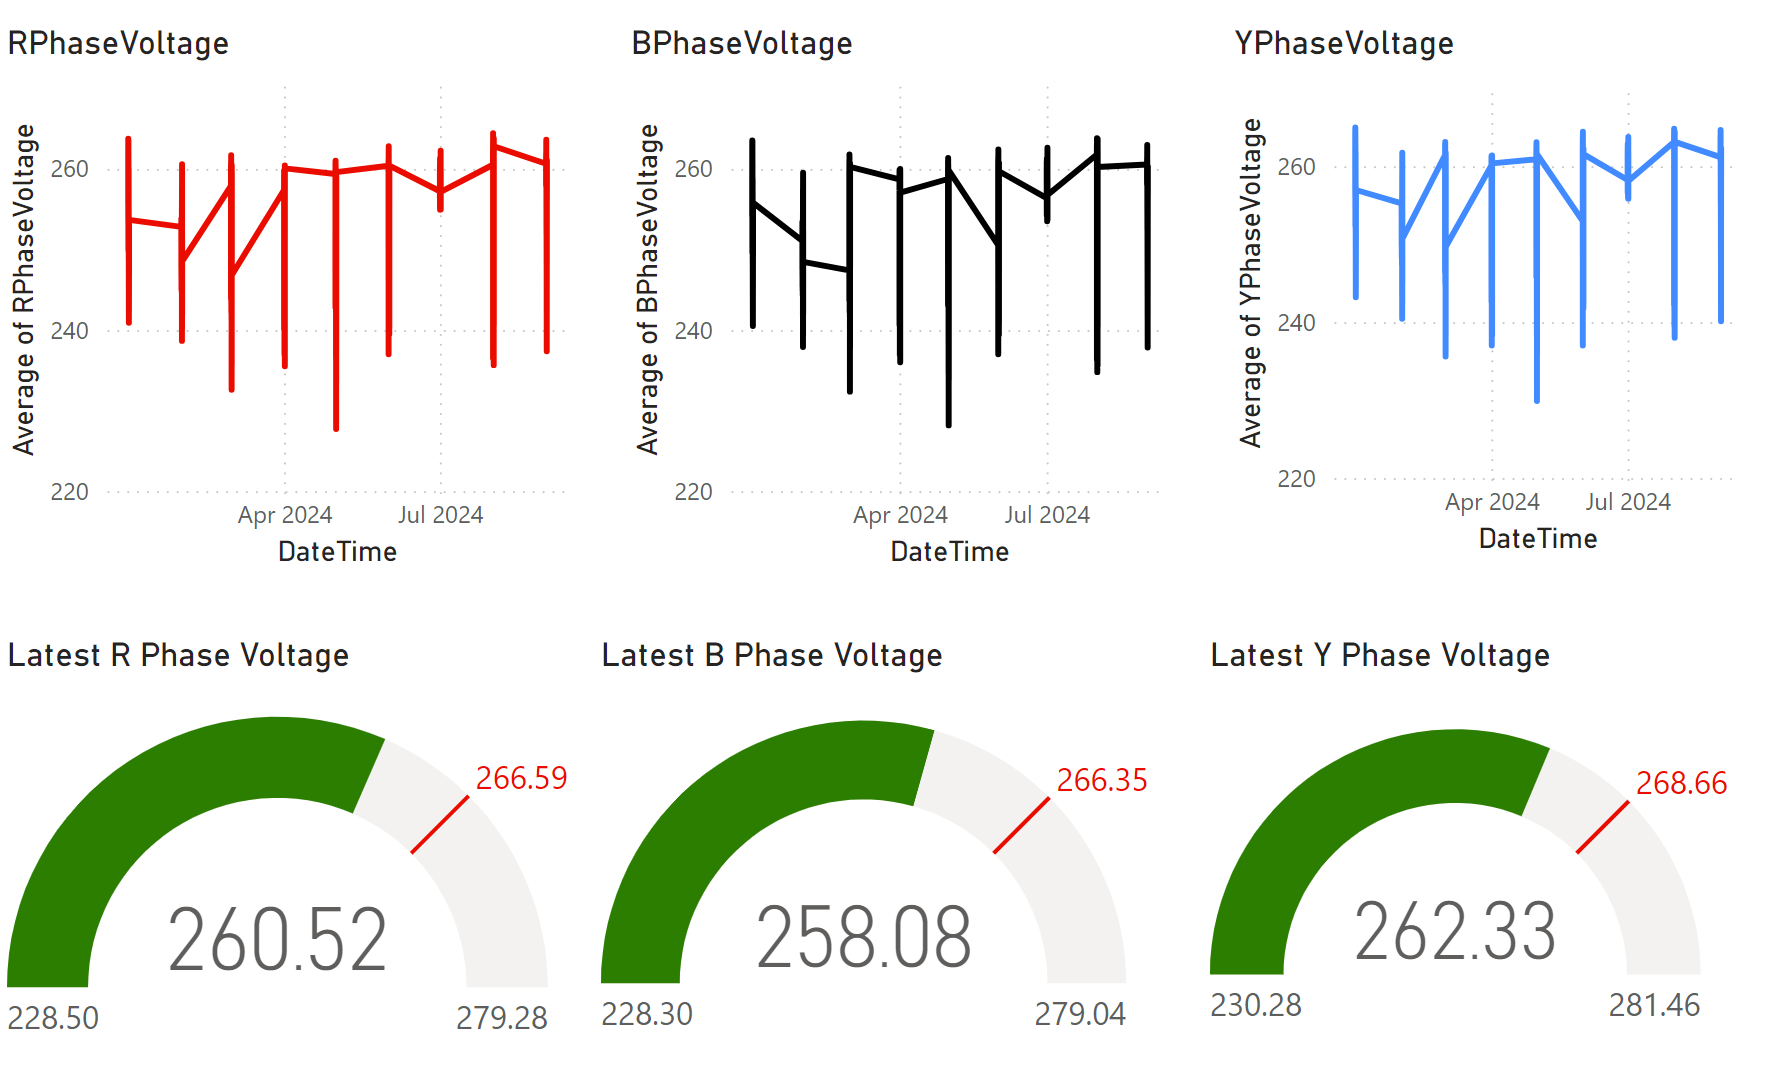 RPhaseVoltage
Average of RPhaseVoltage
260
240
220
Apr 2024 Jul 2024
DateTime
BPhaseVoltage
Average of BPhaseVoltage
260
240
220
Apr 2024 Jul 2024
DateTime
YPhaseVoltage
Average of YPhaseVoltage
260
240
220
Apr 2024 Jul 2024
DateTime
Latest R Phase Voltage
266.59
260.52
228.50 279.28
Latest B Phase Voltage
266.35
258.08
228.30 279.04
Latest Y Phase Voltage
268.66
262.33
230.28 281.46